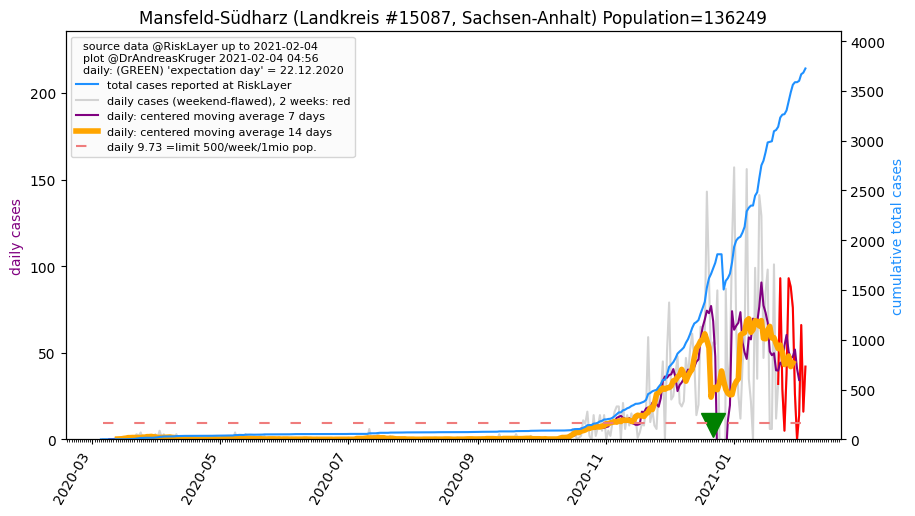 Mansfeld-Südharz (Landkreis #15087, Sachsen-Anhalt) Population=136249
source data @RiskLayer up to 2021-02-04
plot @DrAndreasKruger 2021-02-04 04:56
daily: (GREEN) 'expectation day' = 22.12.2020
total cases reported at RiskLayer
daily cases (weekend-flawed), 2 weeks: red
daily: centered moving average 7 days
daily: centered moving average 14 days
daily 9.73 =limit 500/week/1mio pop.
daily cases
200
150
100
50
0
cumulative total cases
4000
3500
3000
2500
2000
1500
1000
500
0
2020-03
2020-05
2020-07
2020-09
2020-11
2021-01